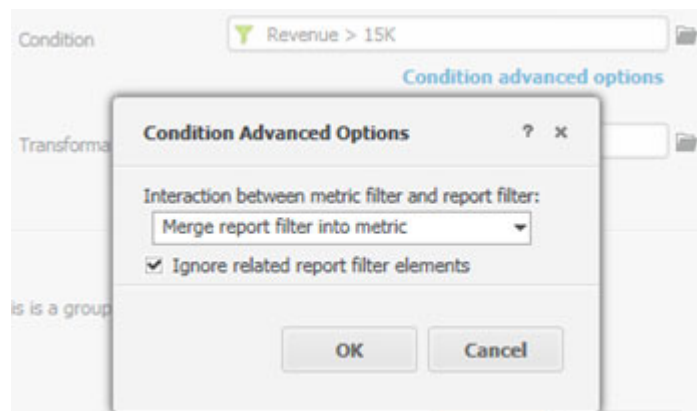 Condition
Revenue > 15K
Condition advanced options
Transforma
Condition Advanced Options ? ×
Interaction between metric filter and report filter:
Merge report filter into metric
Ignore related report filter elements
is is a group
OK Cancel